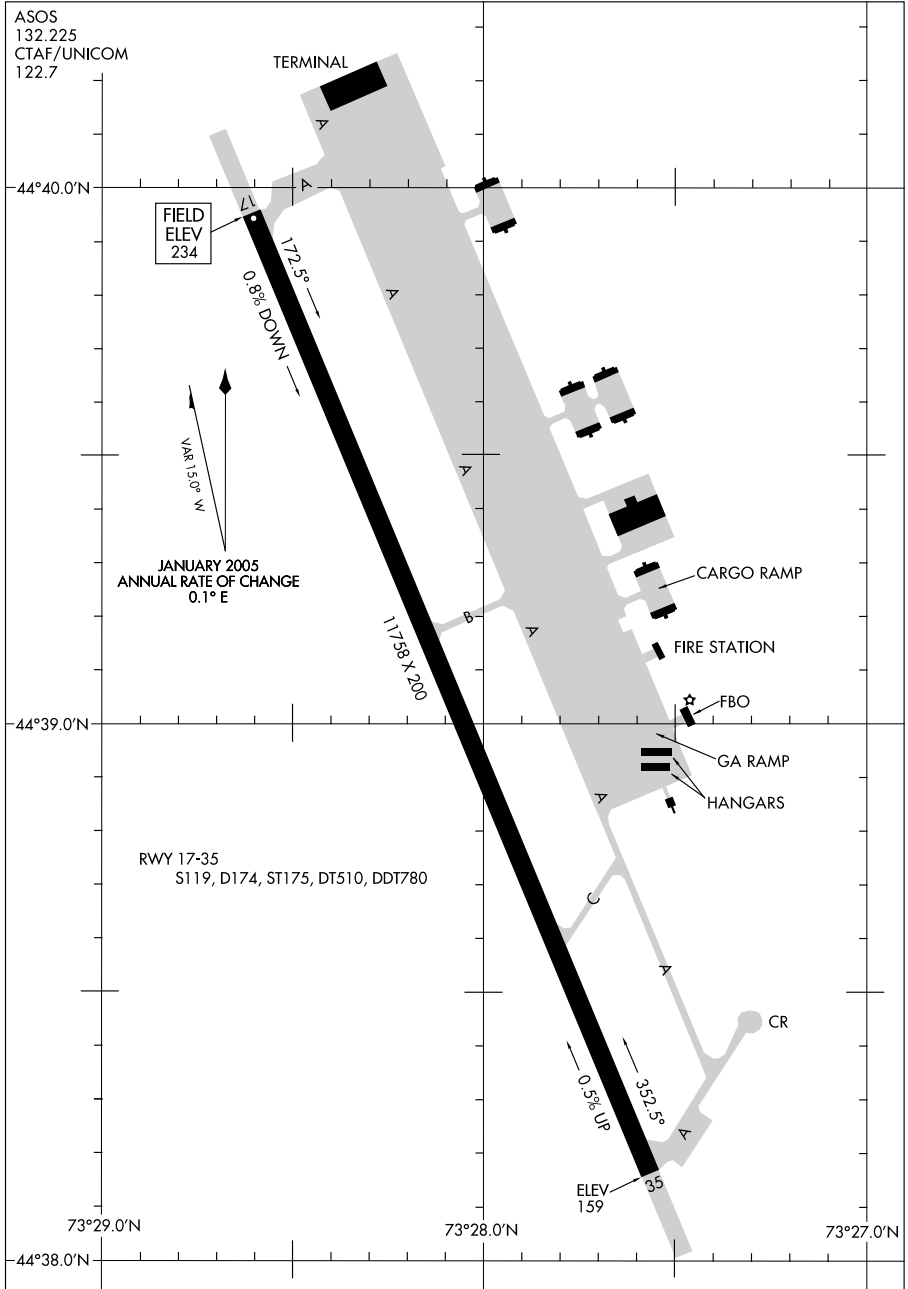 ASOS
132.225
CTAF/UNICOM
122.7
TERMINAL
A
A
44°40.0'N
17
FIELD
ELEV
234
172.5°
0.8% DOWN
A
VAR 15.0° W
A
JANUARY 2005
ANNUAL RATE OF CHANGE
0.1° E
CARGO RAMP
B
A
11758 X 200
FIRE STATION
FBO
44°39.0'N
GA RAMP
A
HANGARS
RWY 17-35
S119, D174, ST175, DT510, DDT780
C
A
CR
0.5% UP
352.5°
A
35
ELEV
159
73°29.0'N
73°28.0'N
73°27.0'N
44°38.0'N